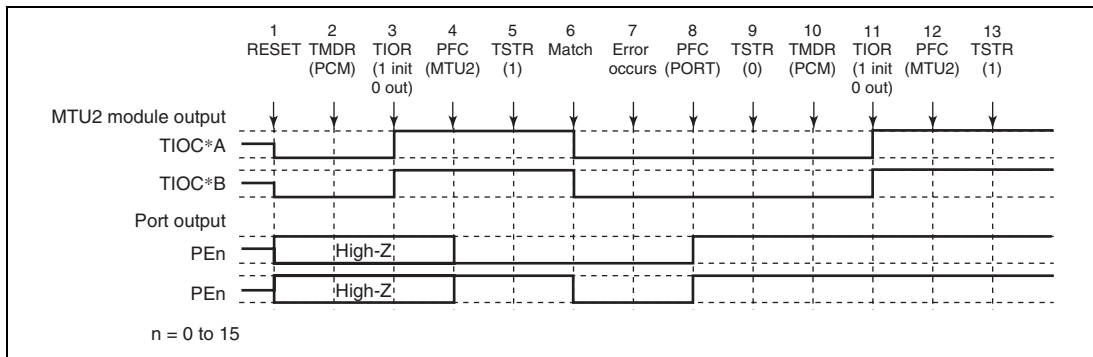 1 2 3 4 5 6 7 8 9 10 11 12 13
RESET TMDR TIOR PFC TSTR Match Error PFC TSTR TMDR TIOR PFC TSTR
(PCM) (1 init (MTU2) (1) occurs (PORT) (0) (PCM) (1 init (MTU2) (1)
0 out) 0 out)
MTU2 module output
TIOC*A
TIOC*B
Port output
PEn High-Z
PEn High-Z
n = 0 to 15